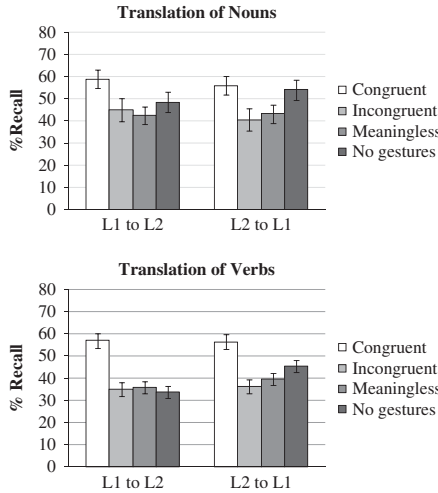 Translation of Nouns
80
70
60
50
40
30
20
10
0
%Recall
L1 to L2
L2 to L1
Congruent
Incongruent
Meaningless
No gestures
Translation of Verbs
80
70
60
50
40
30
20
10
0
% Recall
L1 to L2
L2 to L1
Congruent
Incongruent
Meaningless
No gestures